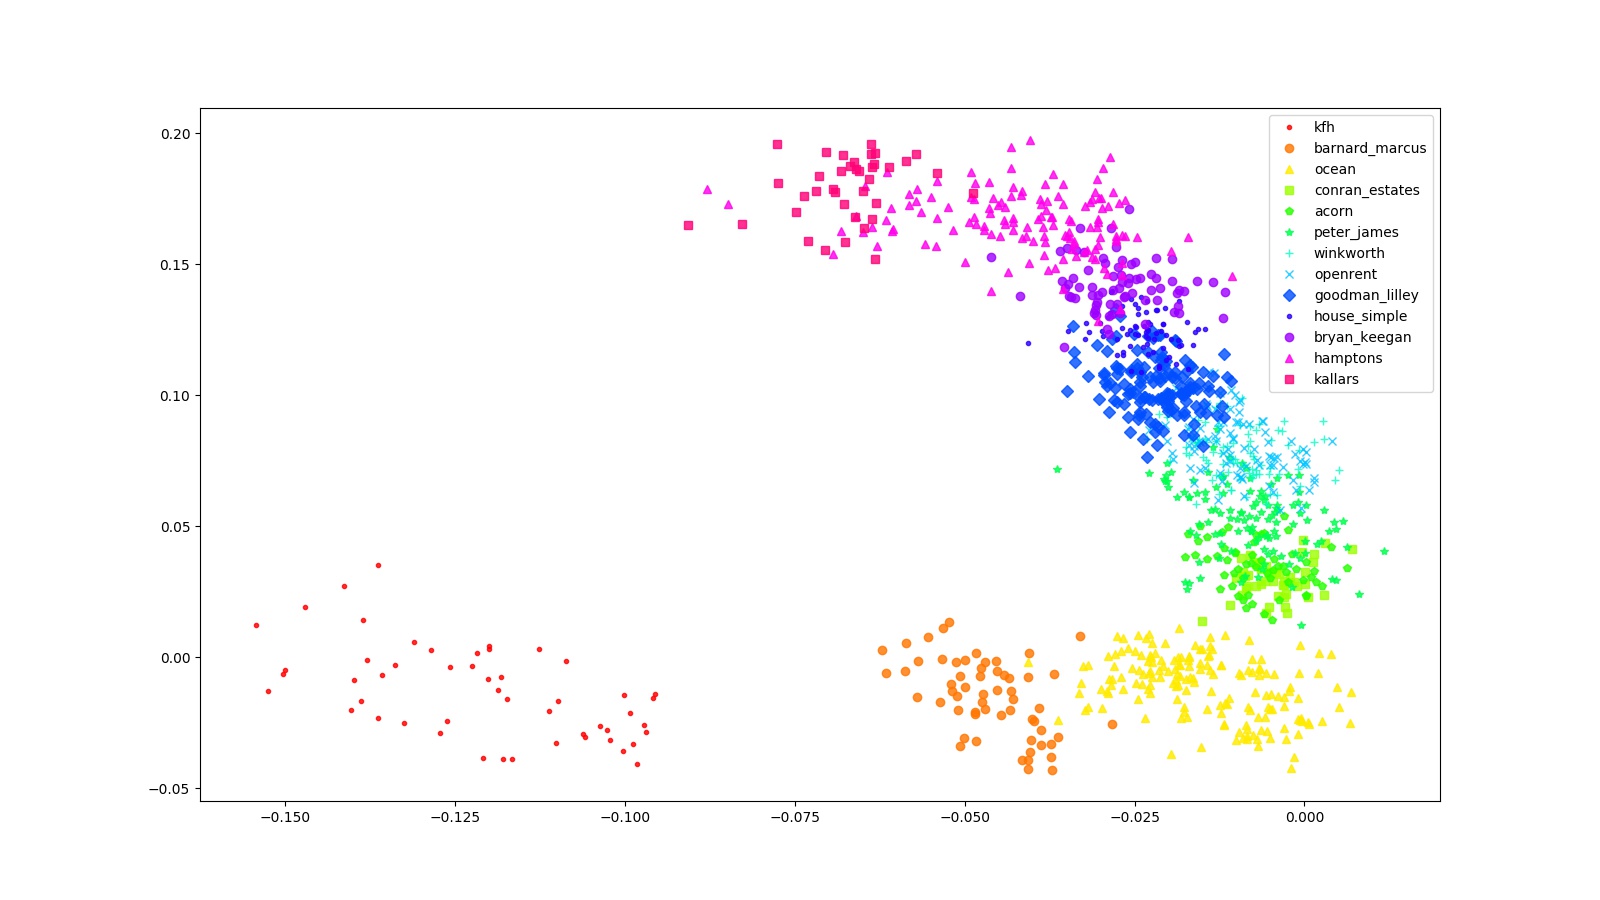 0.20
0.15
0.10
0.05
0.00
−0.05
−0.150
−0.125
−0.100
−0.075
−0.050
−0.025
0.000
kfh
barnard_marcus
ocean
conran_estates
acorn
peter_james
winkworth
openrent
goodman_lilley
house_simple
bryan_keegan
hamptons
kallars